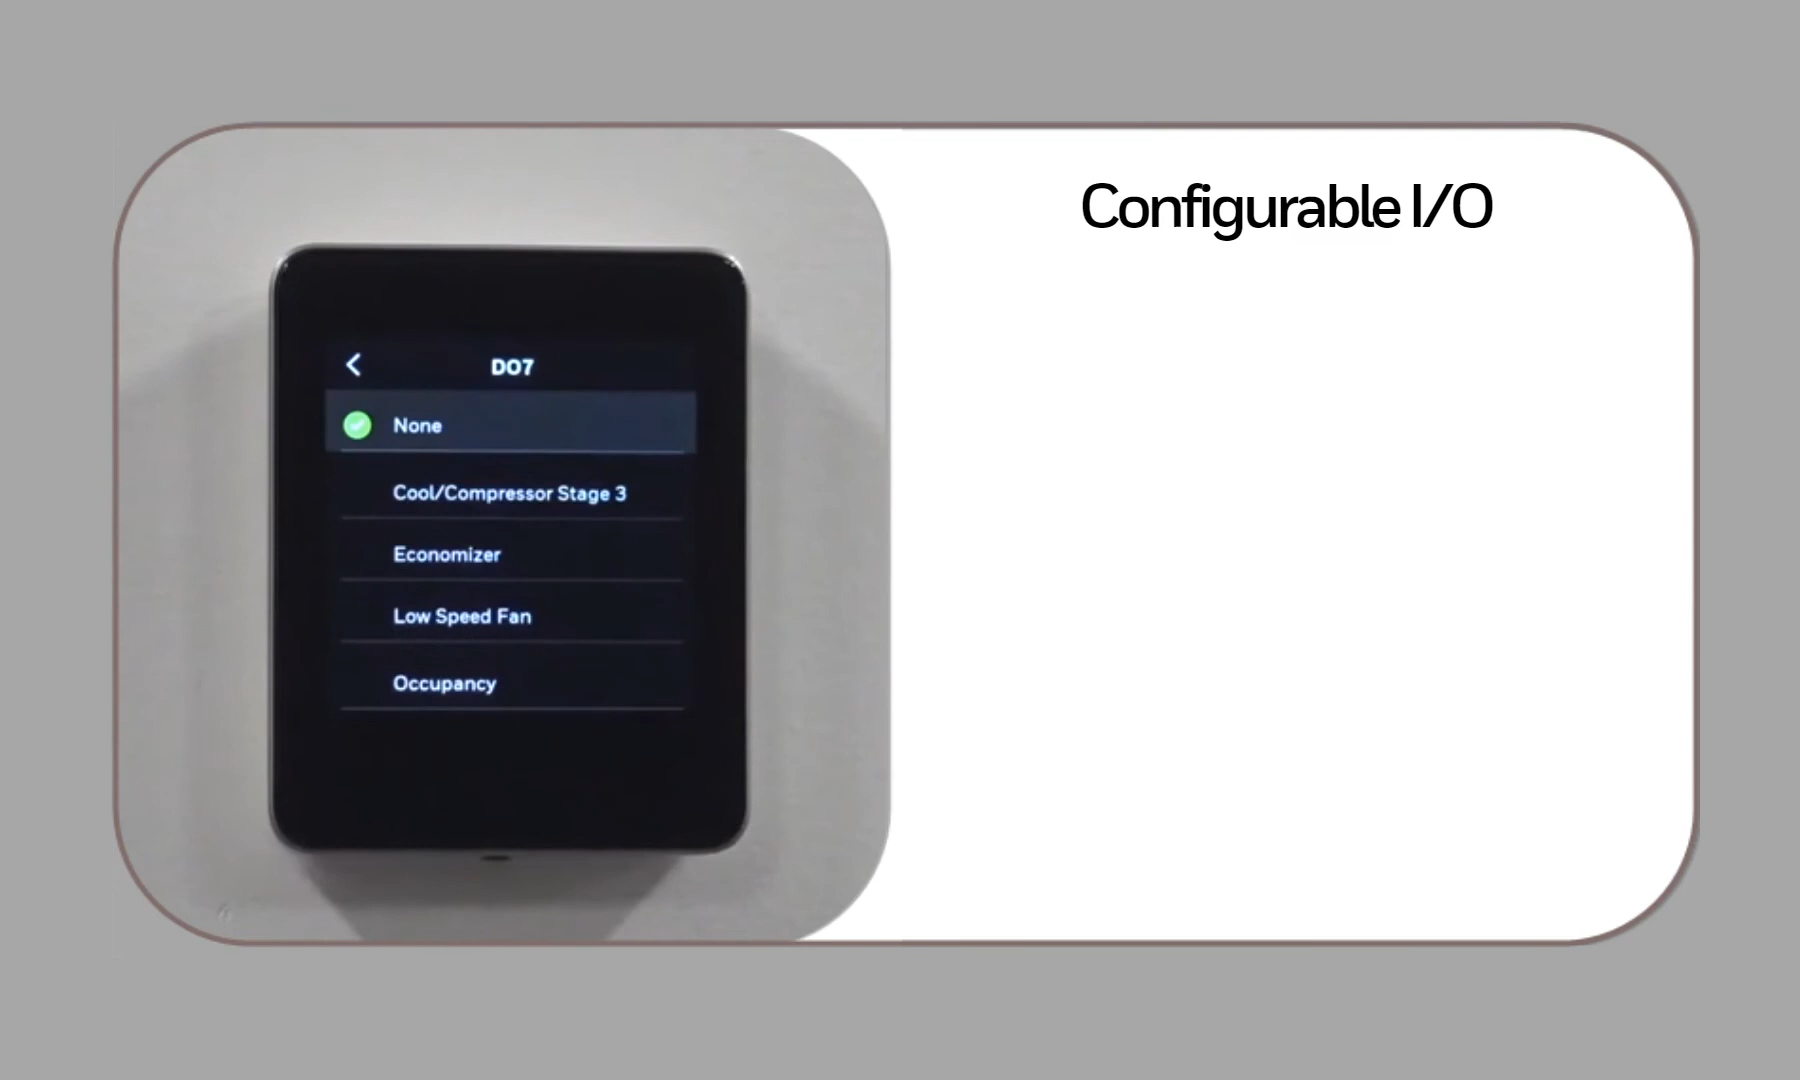 Configurable I/O
DO7
None
Cool/Compressor Stage 3
Economizer
Low Speed Fan
Occupancy